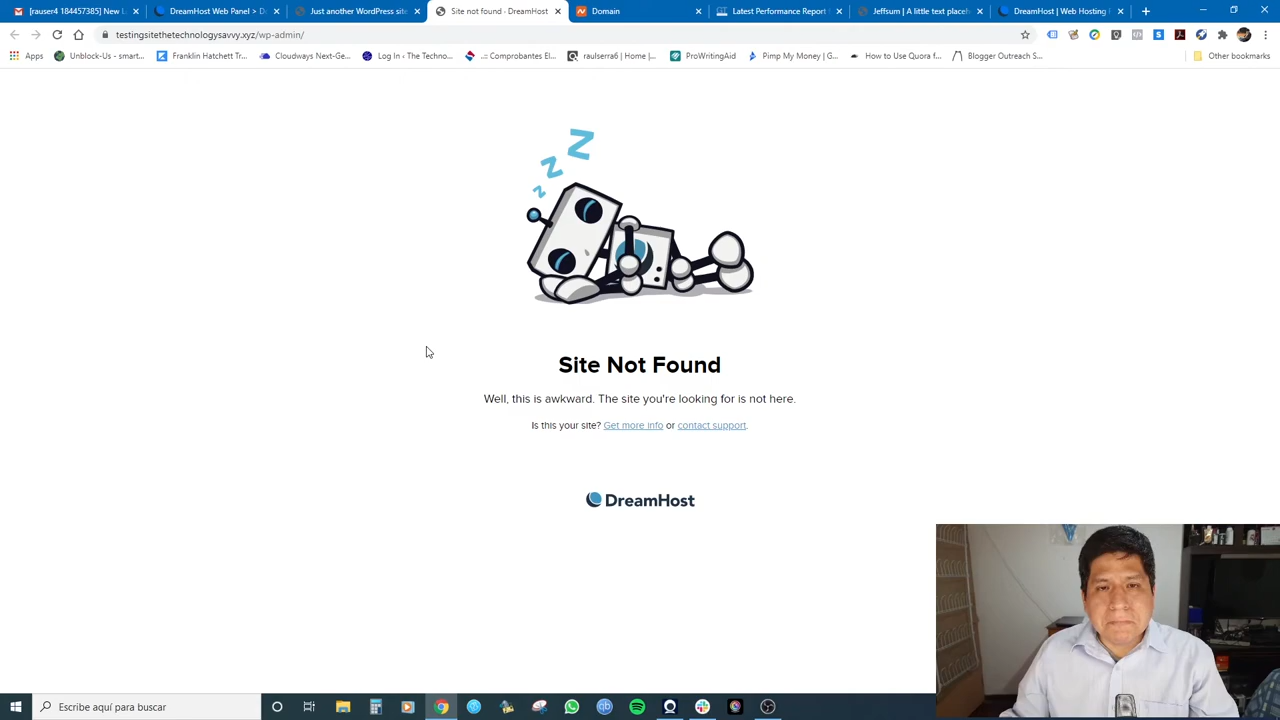 [rauser4 184457385] New L
DreamHost Web Panel > D
Just another WordPress site
Site not found · DreamHost
Domain
Latest Performance Report
Jeffsum | A little text placeh
DreamHost | Web Hosting F
testingsitethetechnologysavvy.xyz/wp-admin/
Apps
Unblock-Us - smart...
Franklin Hatchett Tr...
Cloudways Next-Ge...
Log In ‹ The Techno...
.:: Comprobantes El...
raulserra6 | Home |...
ProWritingAid
Pimp My Money | G...
How to Use Quora f...
Blogger Outreach S...
Other bookmarks
z z Z
Site Not Found
Well, this is awkward. The site you're looking for is not here.
Is this your site? Get more info or contact support.
DreamHost
Escribe aquí para buscar